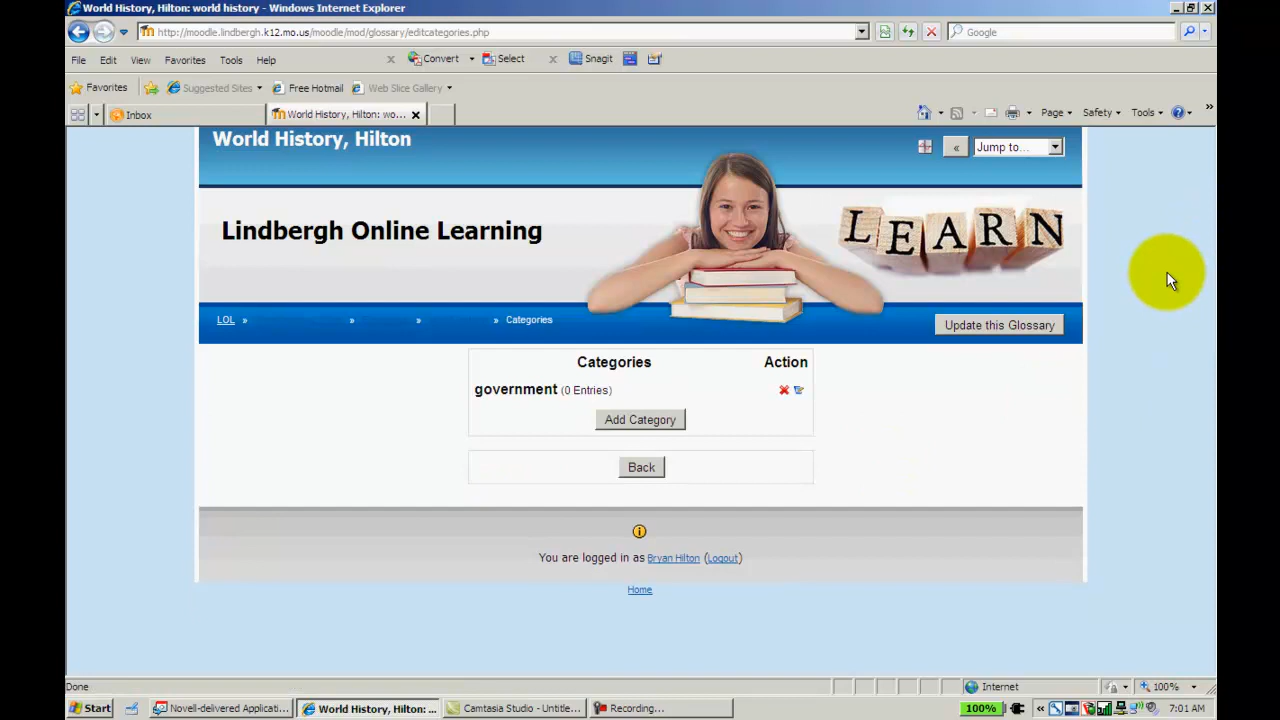 World History, Hilton: world history - Windows Internet Explorer
http://moodle.lindbergh.k12.mo.us/moodle/mod/glossary/editcategories.php
Google
File Edit View Favorites Tools Help
x Convert Select x Snagit
Favorites Suggested Sites Free Hotmail Web Slice Gallery
Inbox World History, Hilton: wo... Page Safety Tools
World History, Hilton
« Jump to...
Lindbergh Online Learning
LEARN
LOL » » » » Categories
Update this Glossary
Categories Action
government (0 Entries)
Add Category
Back
You are logged in as Bryan Hilton (Logout)
Home
Done Internet 100%
Start Novell-delivered Applicati... World History, Hilton: ... Camtasia Studio - Untitle... Recording... 100% « 7:01 AM